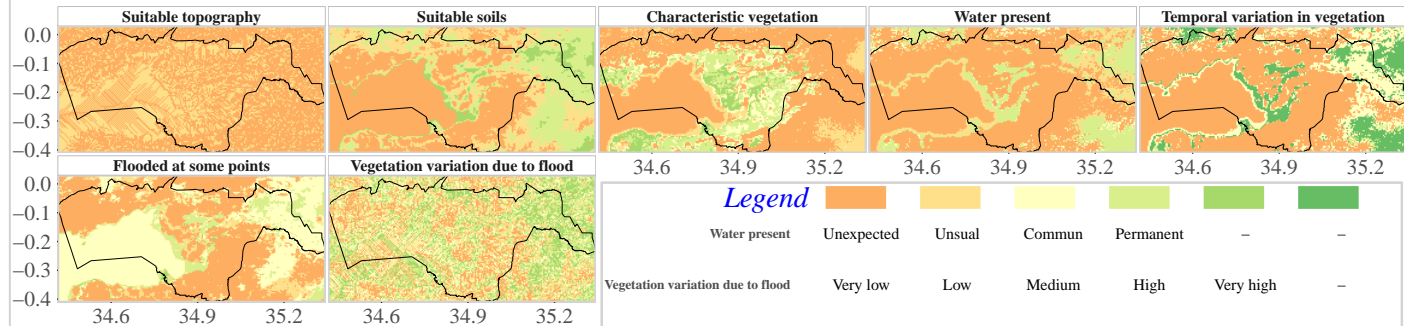 Suitable topography Suitable soils Characteristic vegetation Water present Temporal variation in vegetation
0.0
−0.1
−0.2
−0.3
−0.4
34.6 34.9 35.2 34.6 34.9 35.2 34.6 34.9 35.2
Flooded at some points Vegetation variation due to flood
0.0
−0.1
−0.2
−0.3
−0.4
34.6 34.9 35.2 34.6 34.9 35.2
Legend
Water present Unexpected Unsual Commun Permanent – –
Vegetation variation due to flood Very low Low Medium High Very high –